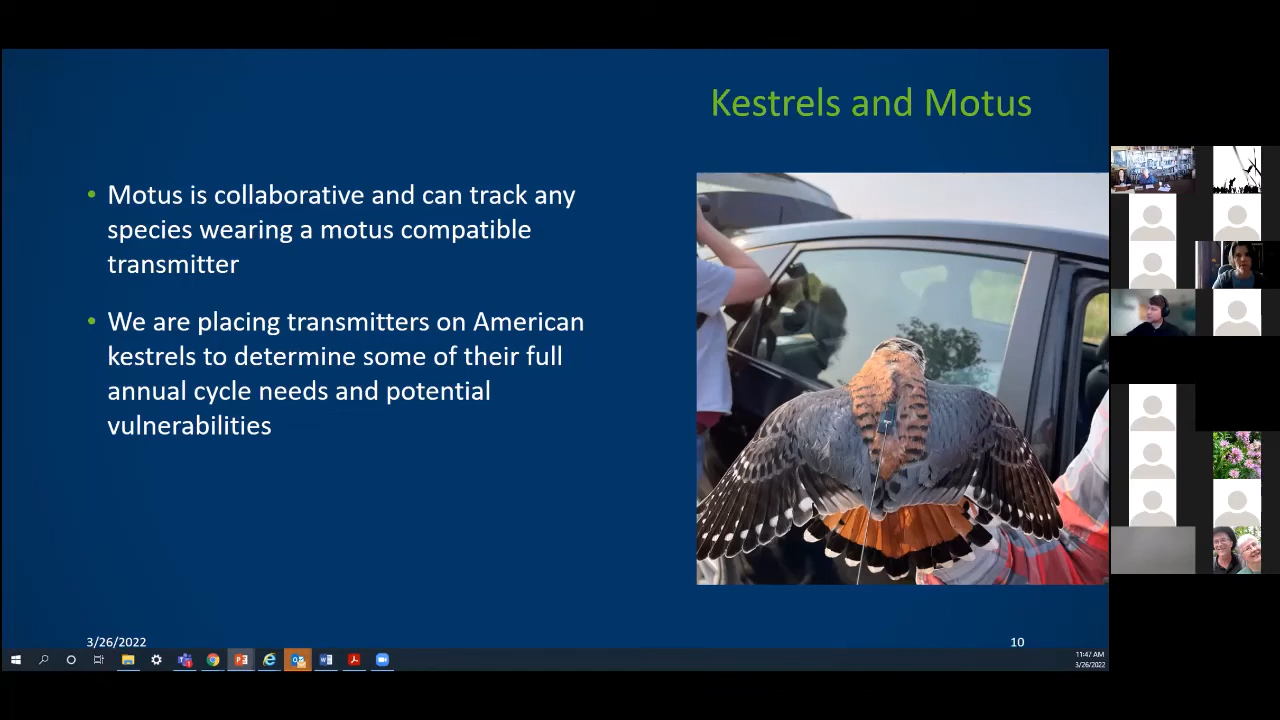 Kestrels and Motus
• Motus is collaborative and can track any
species wearing a motus compatible
transmitter
• We are placing transmitters on American
kestrels to determine some of their full
annual cycle needs and potential
vulnerabilities
3/26/2022
10
11:47 AM
3/26/2022